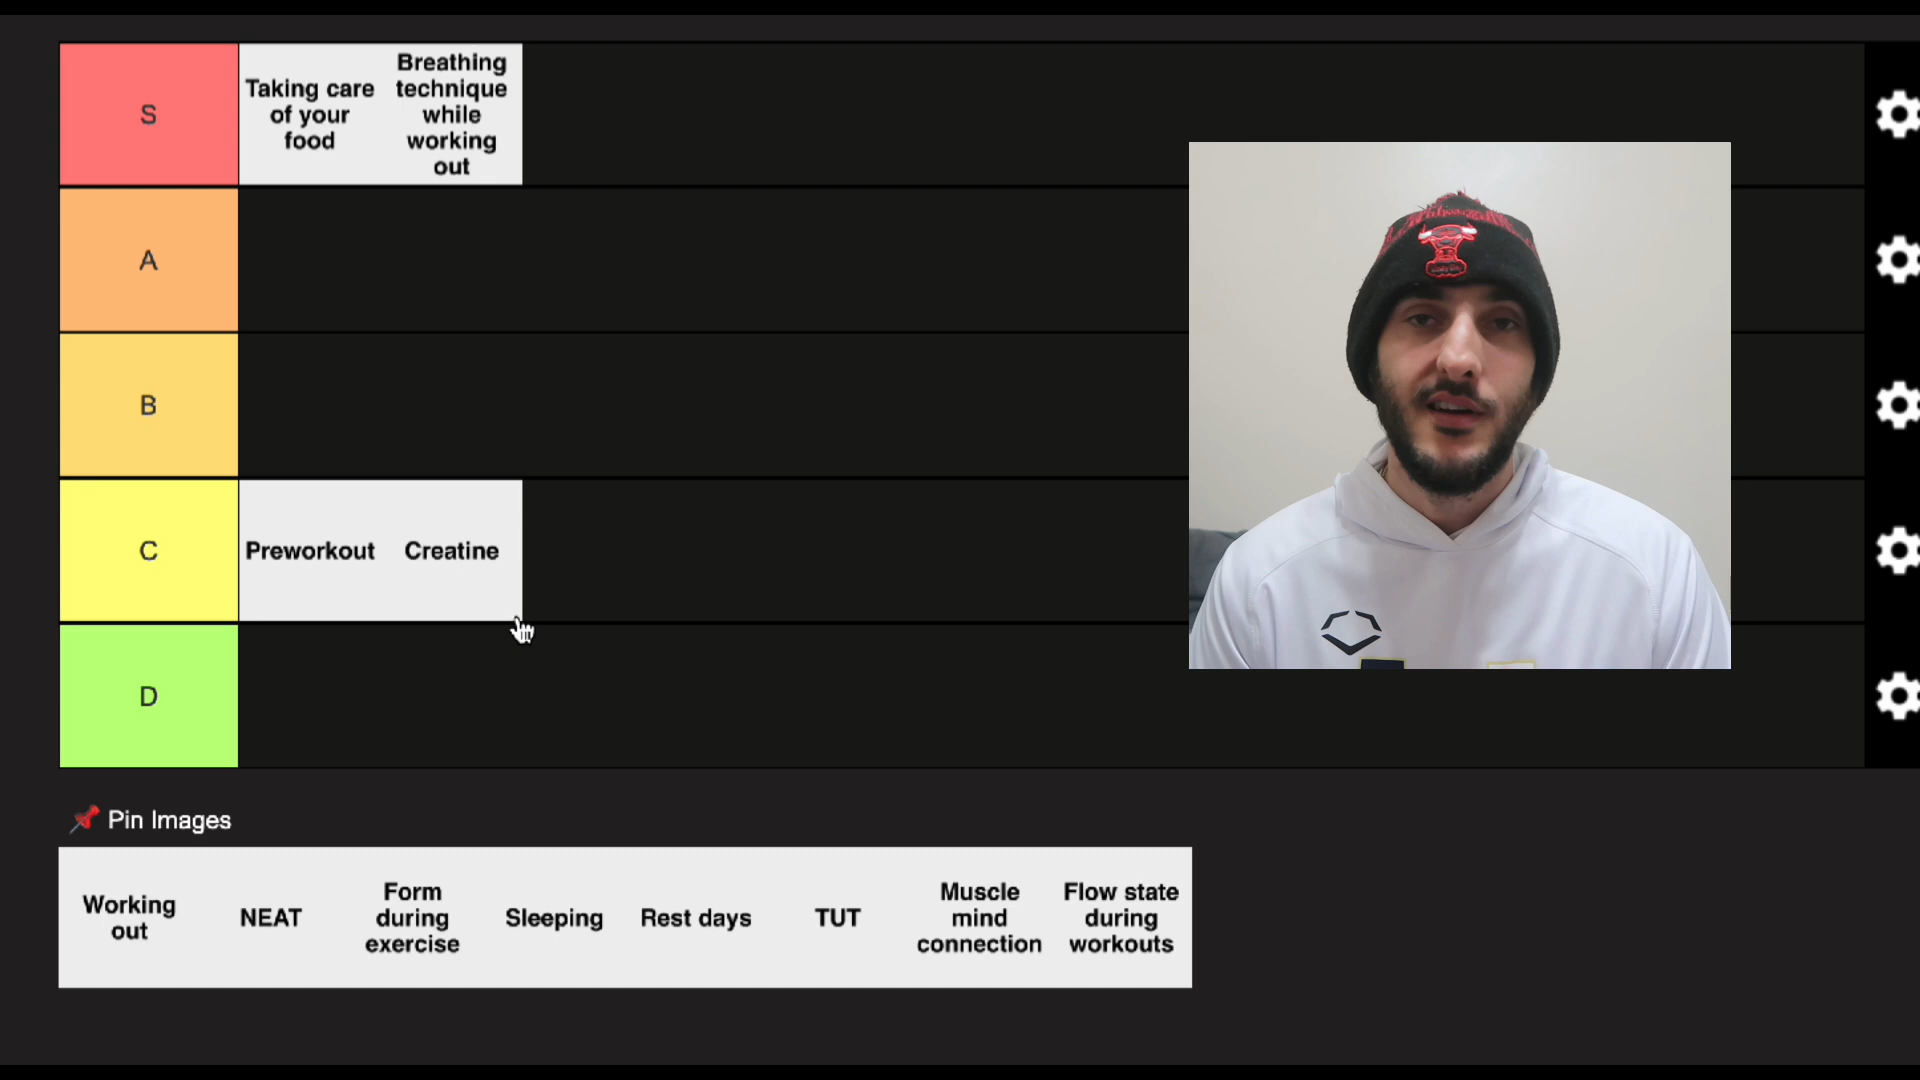 S
Taking care
of your
food
Breathing
technique
while
working
out
A
B
C
Preworkout
Creatine
D
📌 Pin Images
Working
out
NEAT
Form
during
exercise
Sleeping
Rest days
TUT
Muscle
mind
connection
Flow state
during
workouts